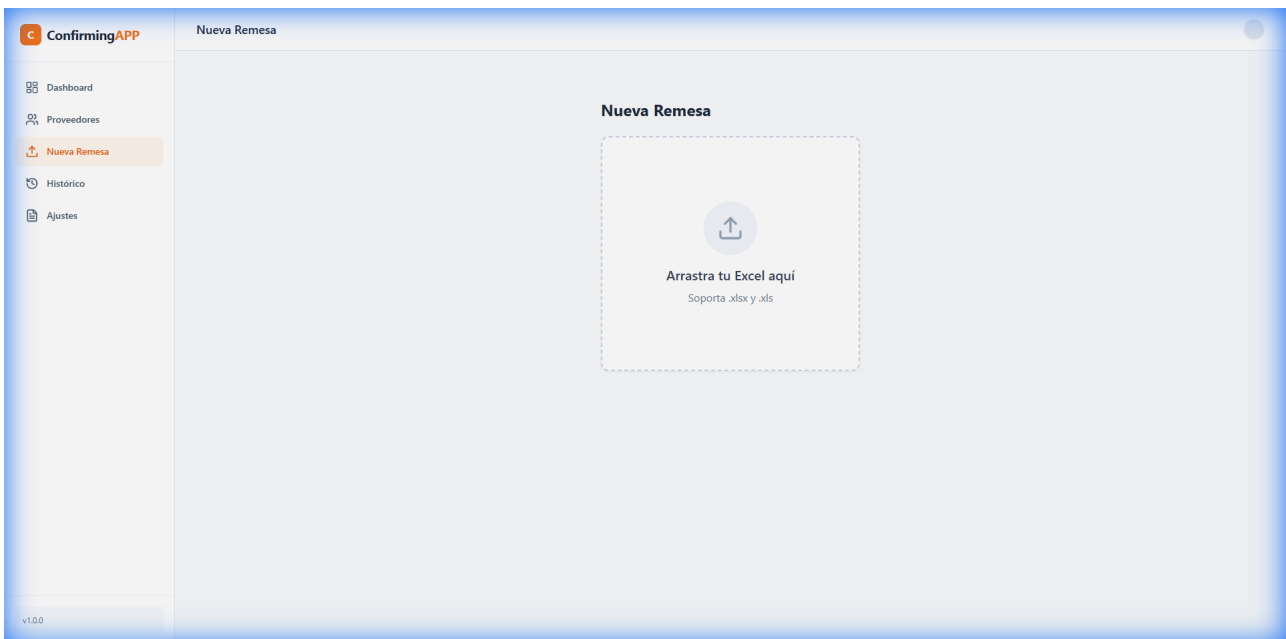 C ConfirmingAPP
Nueva Remesa
Dashboard
Proveedores
Nueva Remesa
Histórico
Ajustes
Nueva Remesa
Arrastra tu Excel aquí
Soporta .xlsx y .xls
v1.0.0